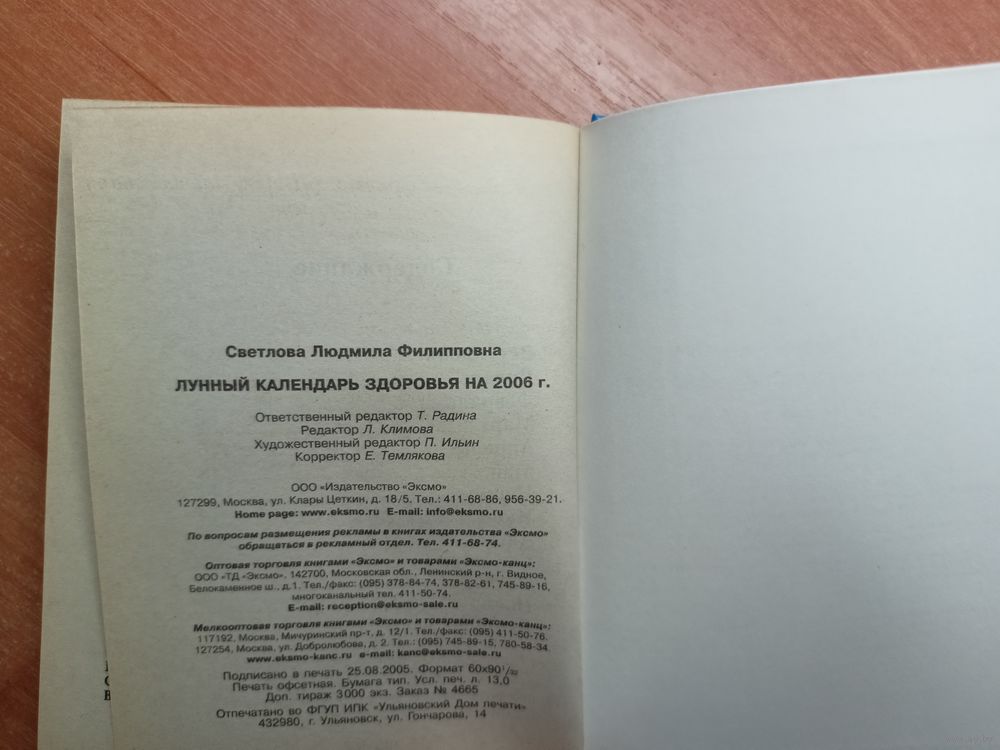 Светлова Людмила Филипповна
ЛУННЫЙ КАЛЕНДАРЬ ЗДОРОВЬЯ НА 2006 г.
Ответственный редактор Т. Радина
Редактор Л. Климова
Художественный редактор П. Ильин
Корректор Е. Темлякова
ООО «Издательство «Эксмо»
127299, Москва, ул. Клары Цеткин, д. 18/5. Тел.: 411-68-86, 956-39-21.
Home page: www.eksmo.ru E-mail: info@eksmo.ru
По вопросам размещения рекламы в книгах издательства «Эксмо»
обращаться в рекламный отдел. Тел. 411-68-74.
Оптовая торговля книгами «Эксмо» и товарами «Эксмо-канц»:
ООО «ТД «Эксмо». 142700, Московская обл., Ленинский р-н, г. Видное,
Белокаменное ш., д.1. Тел./факс: (095) 378-84-74, 378-82-61, 745-89-16,
многоканальный тел. 411-50-74.
E-mail: reception@eksmo-sale.ru
Мелкооптовая торговля книгами «Эксмо» и товарами «Эксмо-канц»:
117192, Москва, Мичуринский пр-т, д. 12/1. Тел./факс: (095) 411-50-76.
127254, Москва, ул. Добролюбова, д. 2. Тел.: (095) 745-89-15, 780-58-34.
www.eksmo-kanc.ru e-mail: kanc@eksmo-sale.ru
Подписано в печать 25.08.2005. Формат 60x90 1/32
Печать офсетная. Бумага тип. Усл. печ. л. 13,0
Доп. тираж 3000 экз. Заказ № 4665
Отпечатано во ФГУП ИПК «Ульяновский Дом печати»
432980, г. Ульяновск, ул. Гончарова, 14